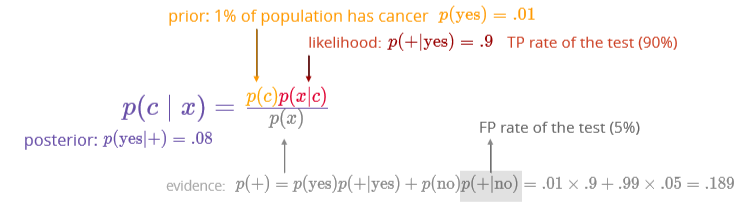 prior: 1% of population has cancer p(yes) = .01
likelihood: p(+|yes) = .9 TP rate of the test (90%)
p(c | x) = p(c)p(x|c) / p(x)
posterior: p(yes|+) = .08
FP rate of the test (5%)
evidence: p(+) = p(yes)p(+|yes) + p(no)p(+|no) = .01 × .9 + .99 × .05 = .189